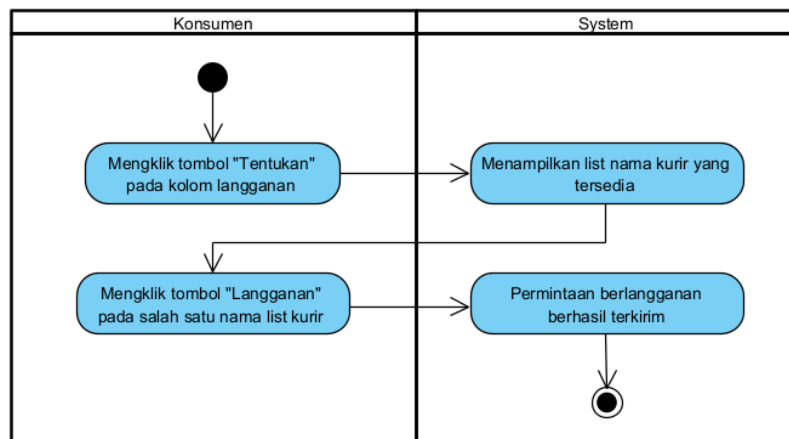 Konsumen
System
Mengklik tombol "Tentukan"
pada kolom langganan
Menampilkan list nama kurir yang
tersedia
Mengklik tombol "Langganan"
pada salah satu nama list kurir
Permintaan berlangganan
berhasil terkirim